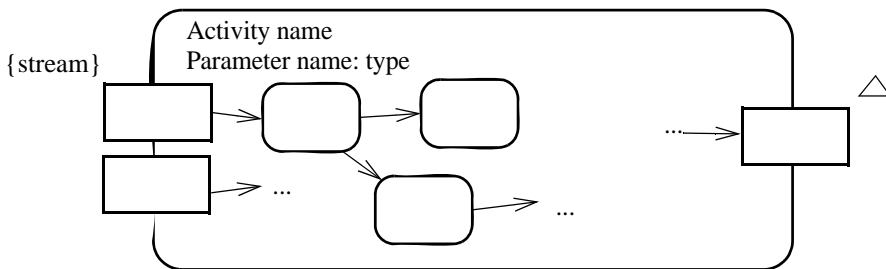 Activity name
Parameter name: type
{stream}
...
...
...